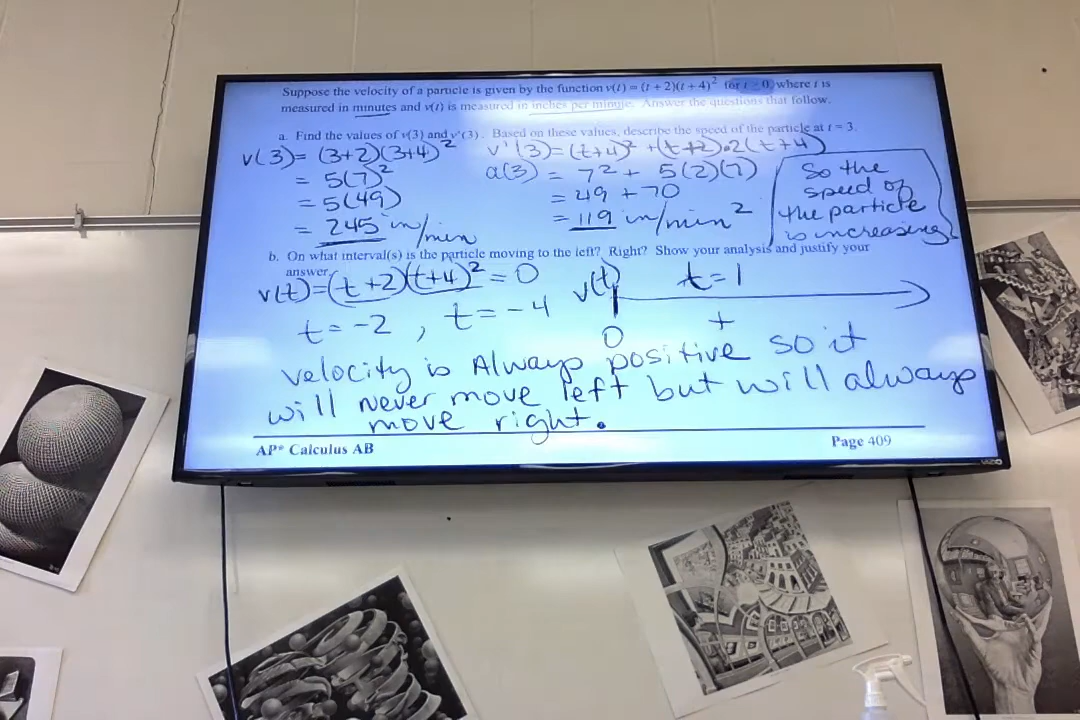 Suppose the velocity of a particle is given by the function v(t) = (t + 2)(t + 4)² for t ≥ 0, where t is
measured in minutes and v(t) is measured in inches per minute. Answer the questions that follow.
a. Find the values of v(3) and v'(3). Based on these values, describe the speed of the particle at t = 3.
v(3)= (3+2)(3+4)²
= 5(7)²
= 5(49)
= 245 in/min
v'(3)=(t+4)² +(t+2)•2(t+4)
a(3) = 7² + 5(2)(7)
= 49 + 70
= 119 in/min²
So the
speed of
the particle
is increasing
b. On what interval(s) is the particle moving to the left? Right? Show your analysis and justify your
answer.
v(t)=(t+2)(t+4)²=0
t=-2, t=-4
v(t) t=1
0 +
velocity is Always positive so it
will never move left but will always
move right.
AP* Calculus AB
Page 409